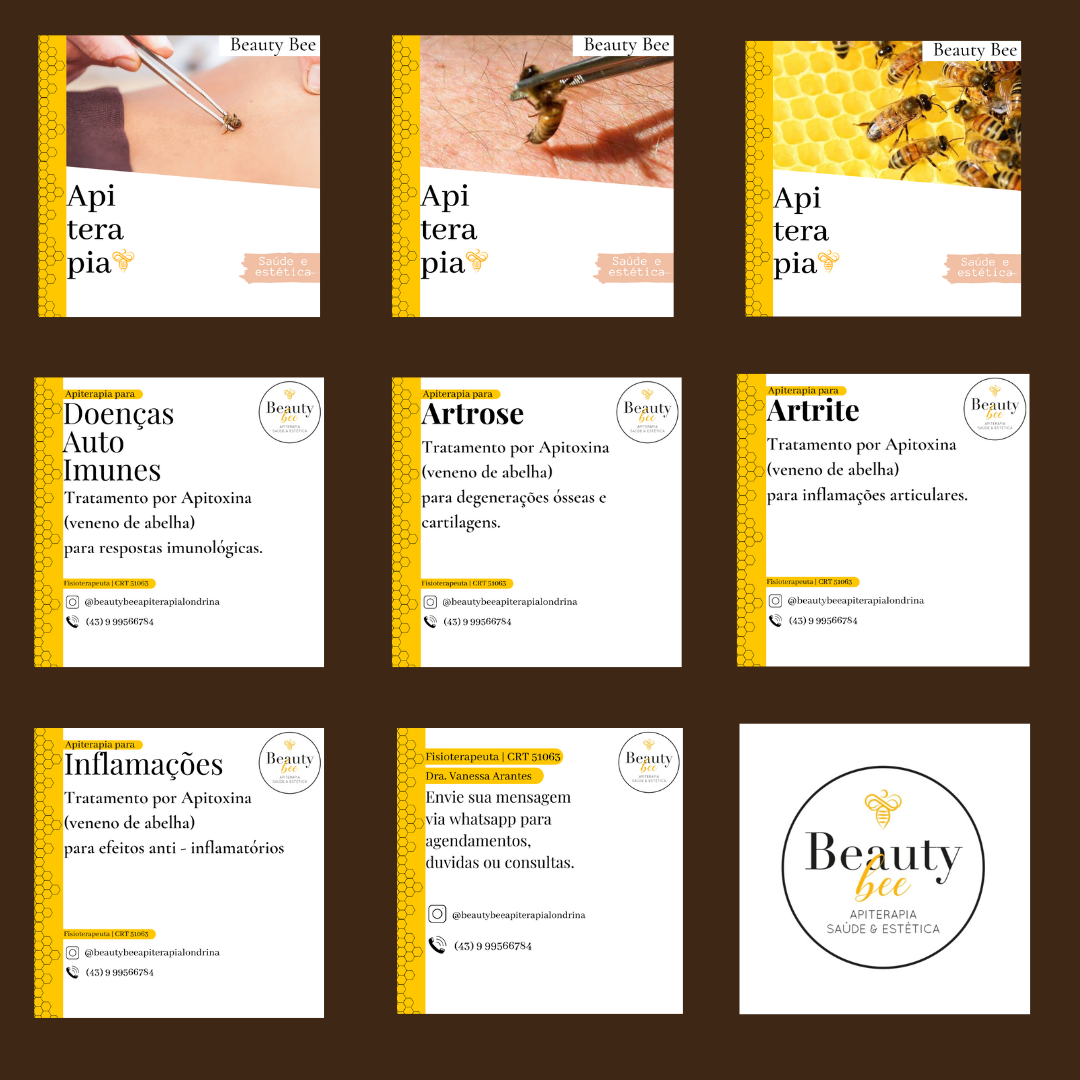 Beauty Bee
Api
tera
pia
Saúde e
estética
Beauty Bee
Api
tera
pia
Saúde e
estética
Beauty Bee
Api
tera
pia
Saúde e
estética
Apiterapia para
Doenças
Auto
Imunes
Tratamento por Apitoxina
(veneno de abelha)
para respostas imunológicas.
Fisioterapeuta | CRT 51063
@beautybeeapiterapialondrina
(43) 9 99566784
Beauty
bee
APITERAPIA
SAÚDE & ESTÉTICA
Apiterapia para
Artrose
Tratamento por Apitoxina
(veneno de abelha)
para degenerações ósseas e
cartilagens.
Fisioterapeuta | CRT 51063
@beautybeeapiterapialondrina
(43) 9 99566784
Beauty
bee
APITERAPIA
SAÚDE & ESTÉTICA
Apiterapia para
Artrite
Tratamento por Apitoxina
(veneno de abelha)
para inflamações articulares.
Fisioterapeuta | CRT 51063
@beautybeeapiterapialondrina
(43) 9 99566784
Beauty
bee
APITERAPIA
SAÚDE & ESTÉTICA
Apiterapia para
Inflamações
Tratamento por Apitoxina
(veneno de abelha)
para efeitos anti - inflamatórios
Fisioterapeuta | CRT 51063
@beautybeeapiterapialondrina
(43) 9 99566784
Beauty
bee
APITERAPIA
SAÚDE & ESTÉTICA
Fisioterapeuta | CRT 51063
Dra. Vanessa Arantes
Envie sua mensagem
via whatsapp para
agendamentos,
duvidas ou consultas.
@beautybeeapiterapialondrina
(43) 9 99566784
Beauty
bee
APITERAPIA
SAÚDE & ESTÉTICA
Beauty
bee
APITERAPIA
SAÚDE & ESTÉTICA